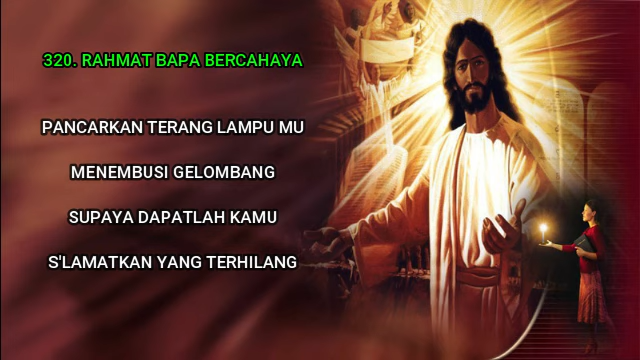 320. RAHMAT BAPA BERCAHAYA
PANCARKAN TERANG LAMPU MU
MENEMBUSI GELOMBANG
SUPAYA DAPATLAH KAMU
S'LAMATKAN YANG TERHILANG